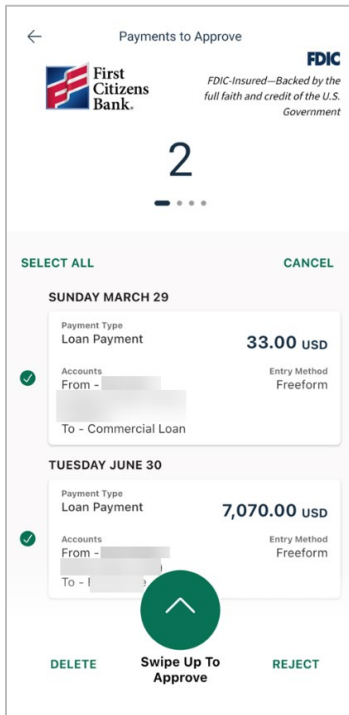 Payments to Approve
First
Citizens
Bank.
FDIC
FDIC-Insured—Backed by the
full faith and credit of the U.S.
Government
2
SELECT ALL
CANCEL
SUNDAY MARCH 29
Payment Type
Loan Payment
33.00 USD
Accounts
Entry Method
From -
Freeform
To - Commercial Loan
TUESDAY JUNE 30
Payment Type
Loan Payment
7,070.00 USD
Accounts
Entry Method
From -
Freeform
To -
DELETE
Swipe Up To
Approve
REJECT